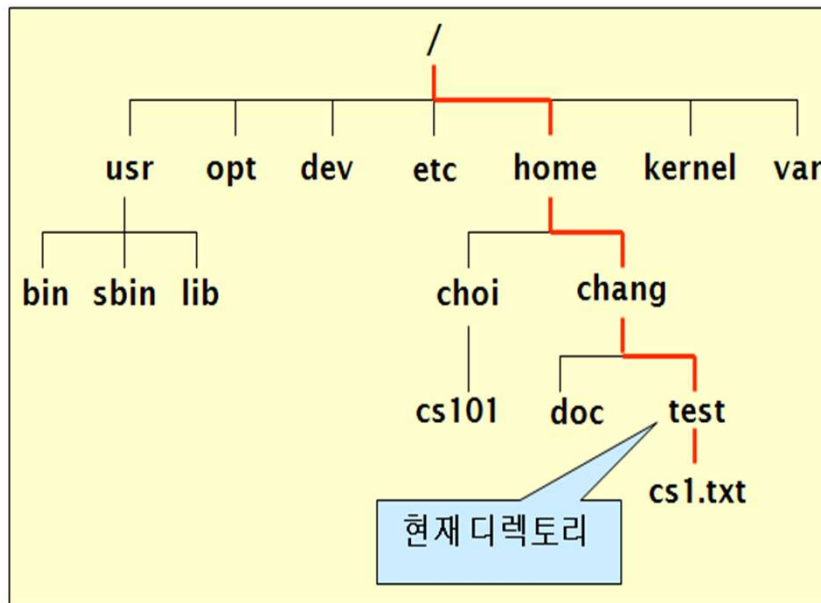 /
usr opt dev etc home kernel var
bin sbin lib choi chang
cs101 doc test
cs1.txt
현재 디렉토리